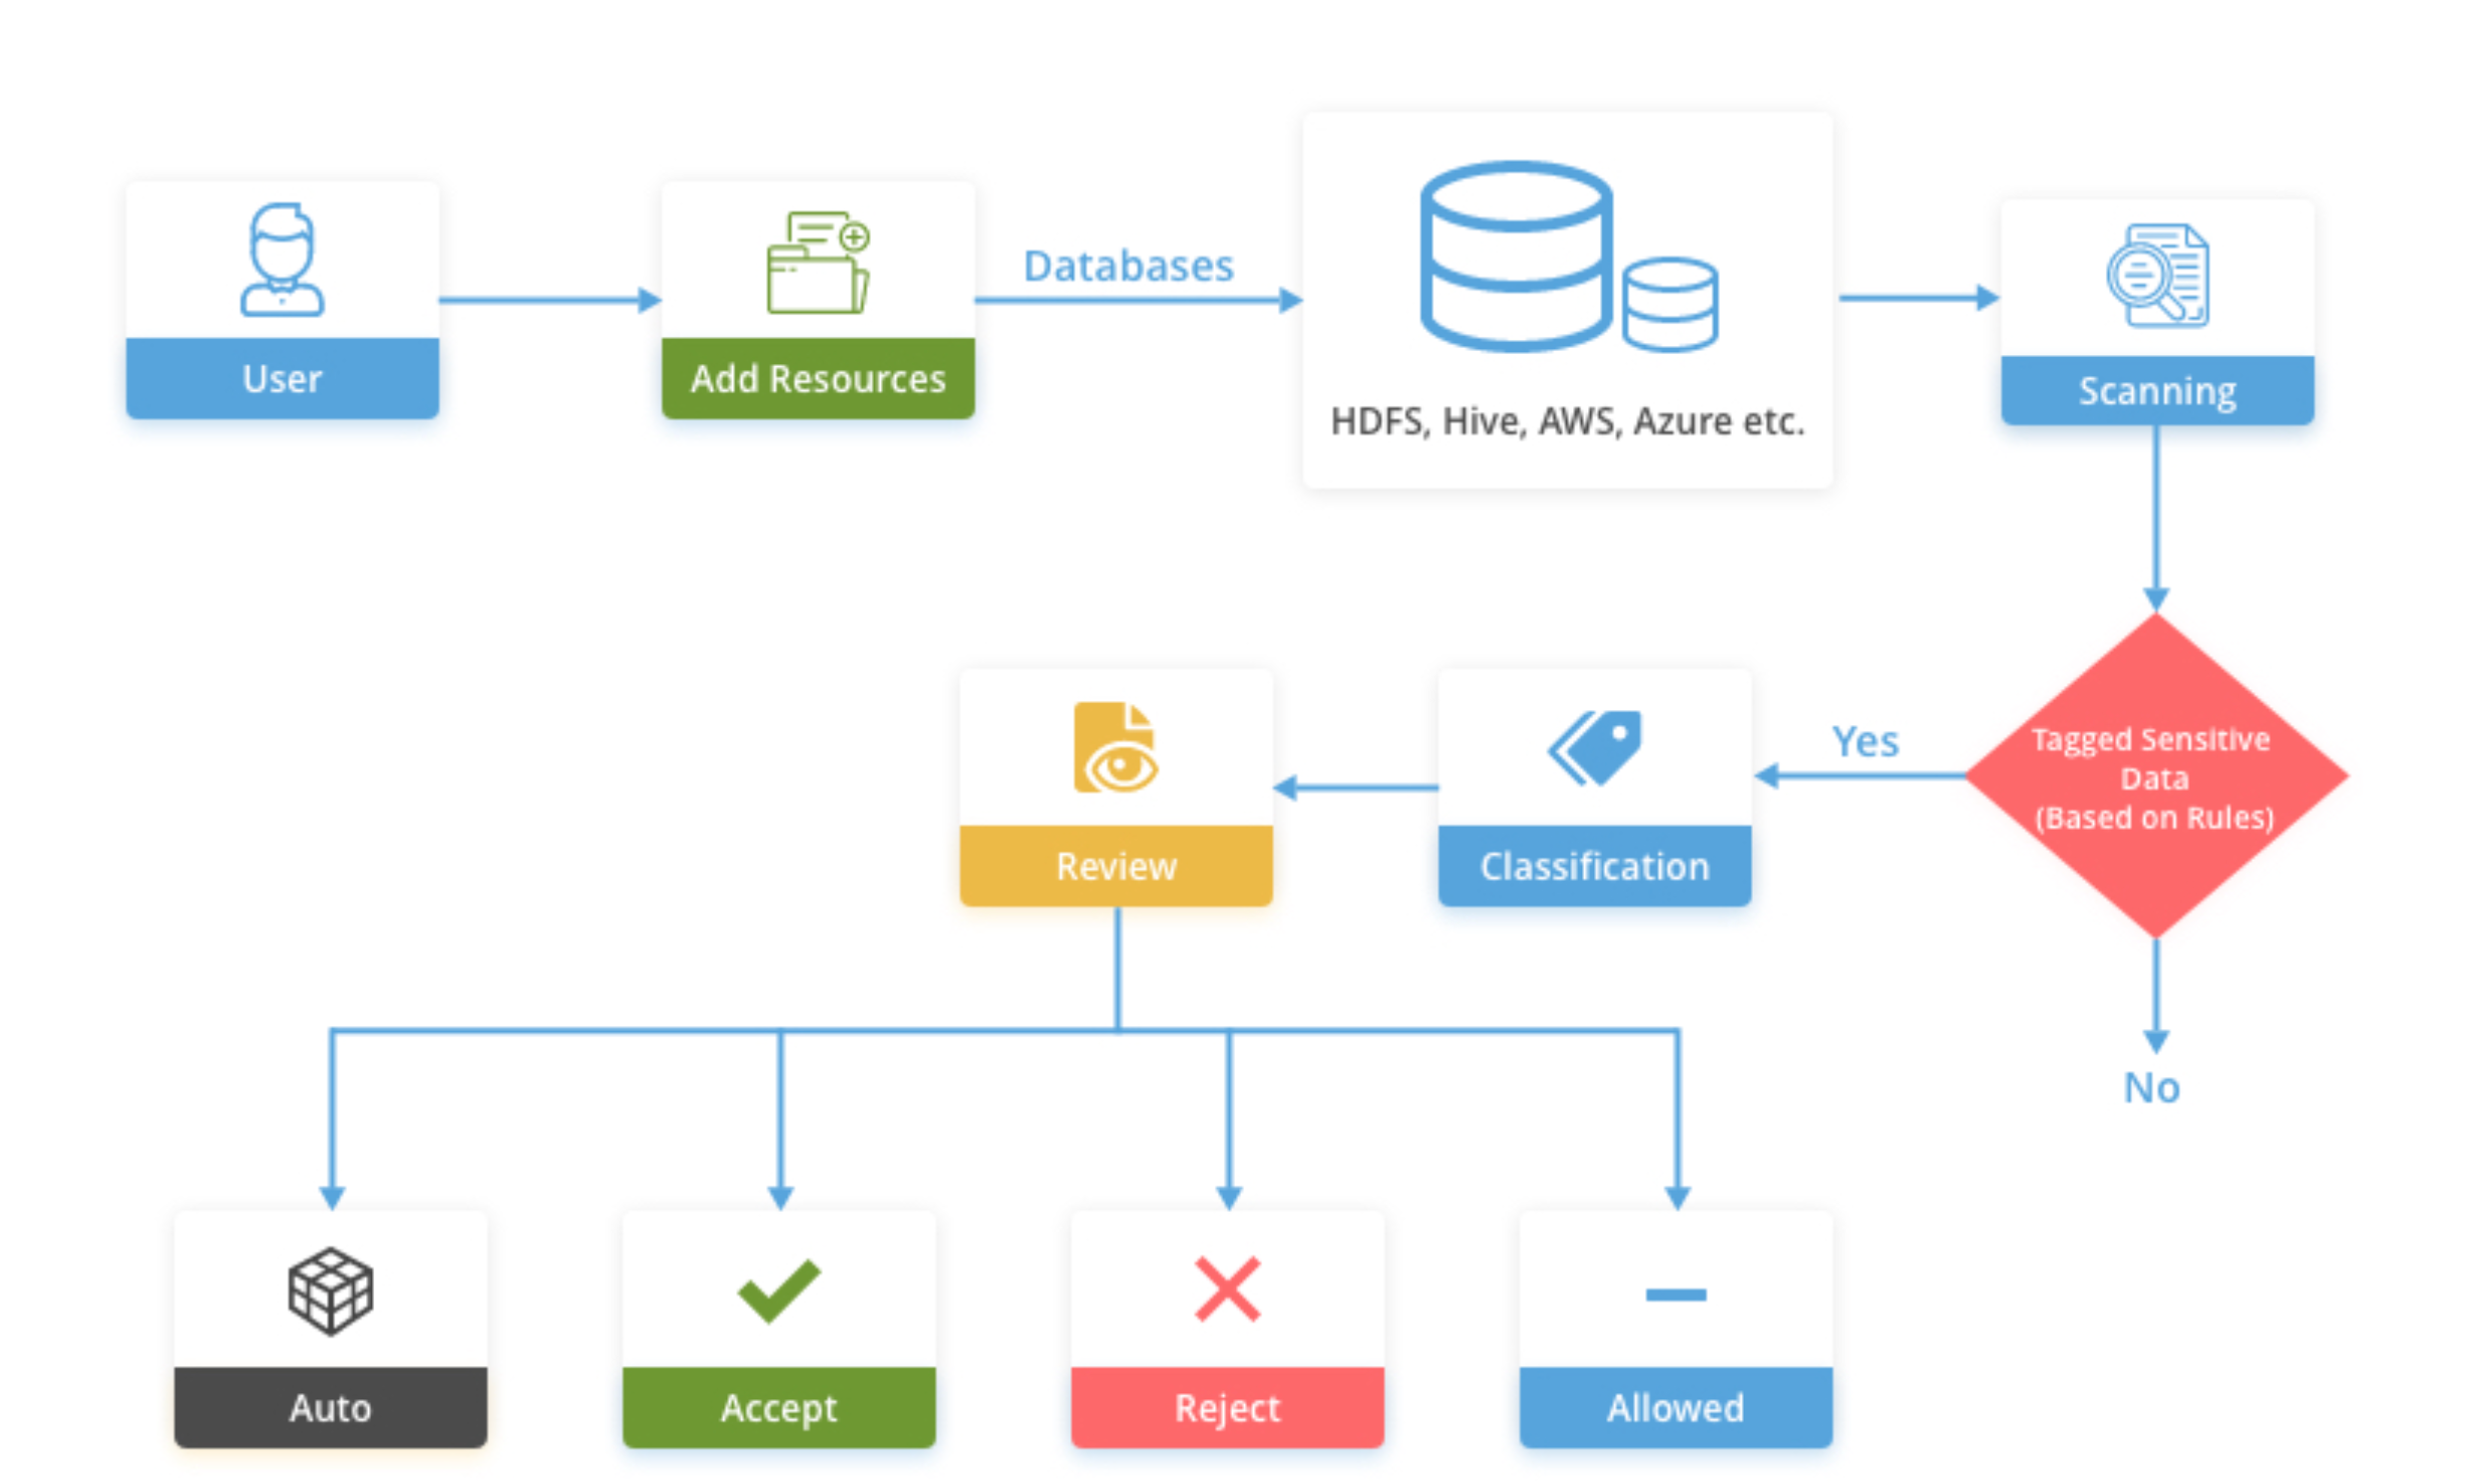 Databases
User
Add Resources
HDFS, Hive, AWS, Azure etc.
Scanning
Tagged Sensitive
Data
(Based on Rules)
Yes
Classification
Review
No
Auto
Accept
Reject
Allowed